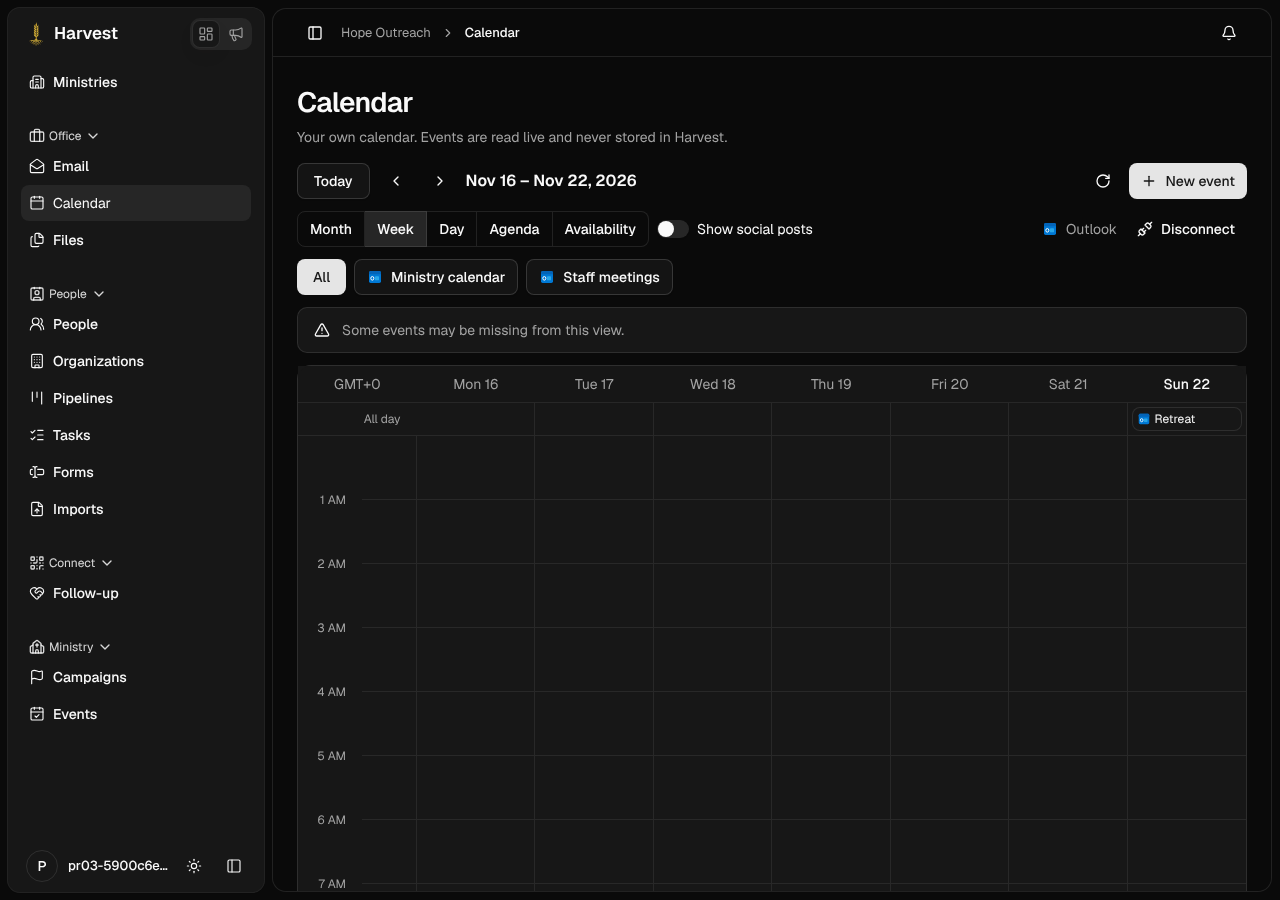 Harvest
Hope Outreach
Calendar
Ministries
Office
Email
Calendar
Files
People
People
Organizations
Pipelines
Tasks
Forms
Imports
Connect
Follow-up
Ministry
Campaigns
Events
P
pr03-5900c6e...
Calendar
Your own calendar. Events are read live and never stored in Harvest.
Today
Nov 16 – Nov 22, 2026
New event
Month
Week
Day
Agenda
Availability
Show social posts
Outlook
Disconnect
All
Ministry calendar
Staff meetings
Some events may be missing from this view.
GMT+0
Mon 16
Tue 17
Wed 18
Thu 19
Fri 20
Sat 21
Sun 22
All day
Retreat
1 AM
2 AM
3 AM
4 AM
5 AM
6 AM
7 AM